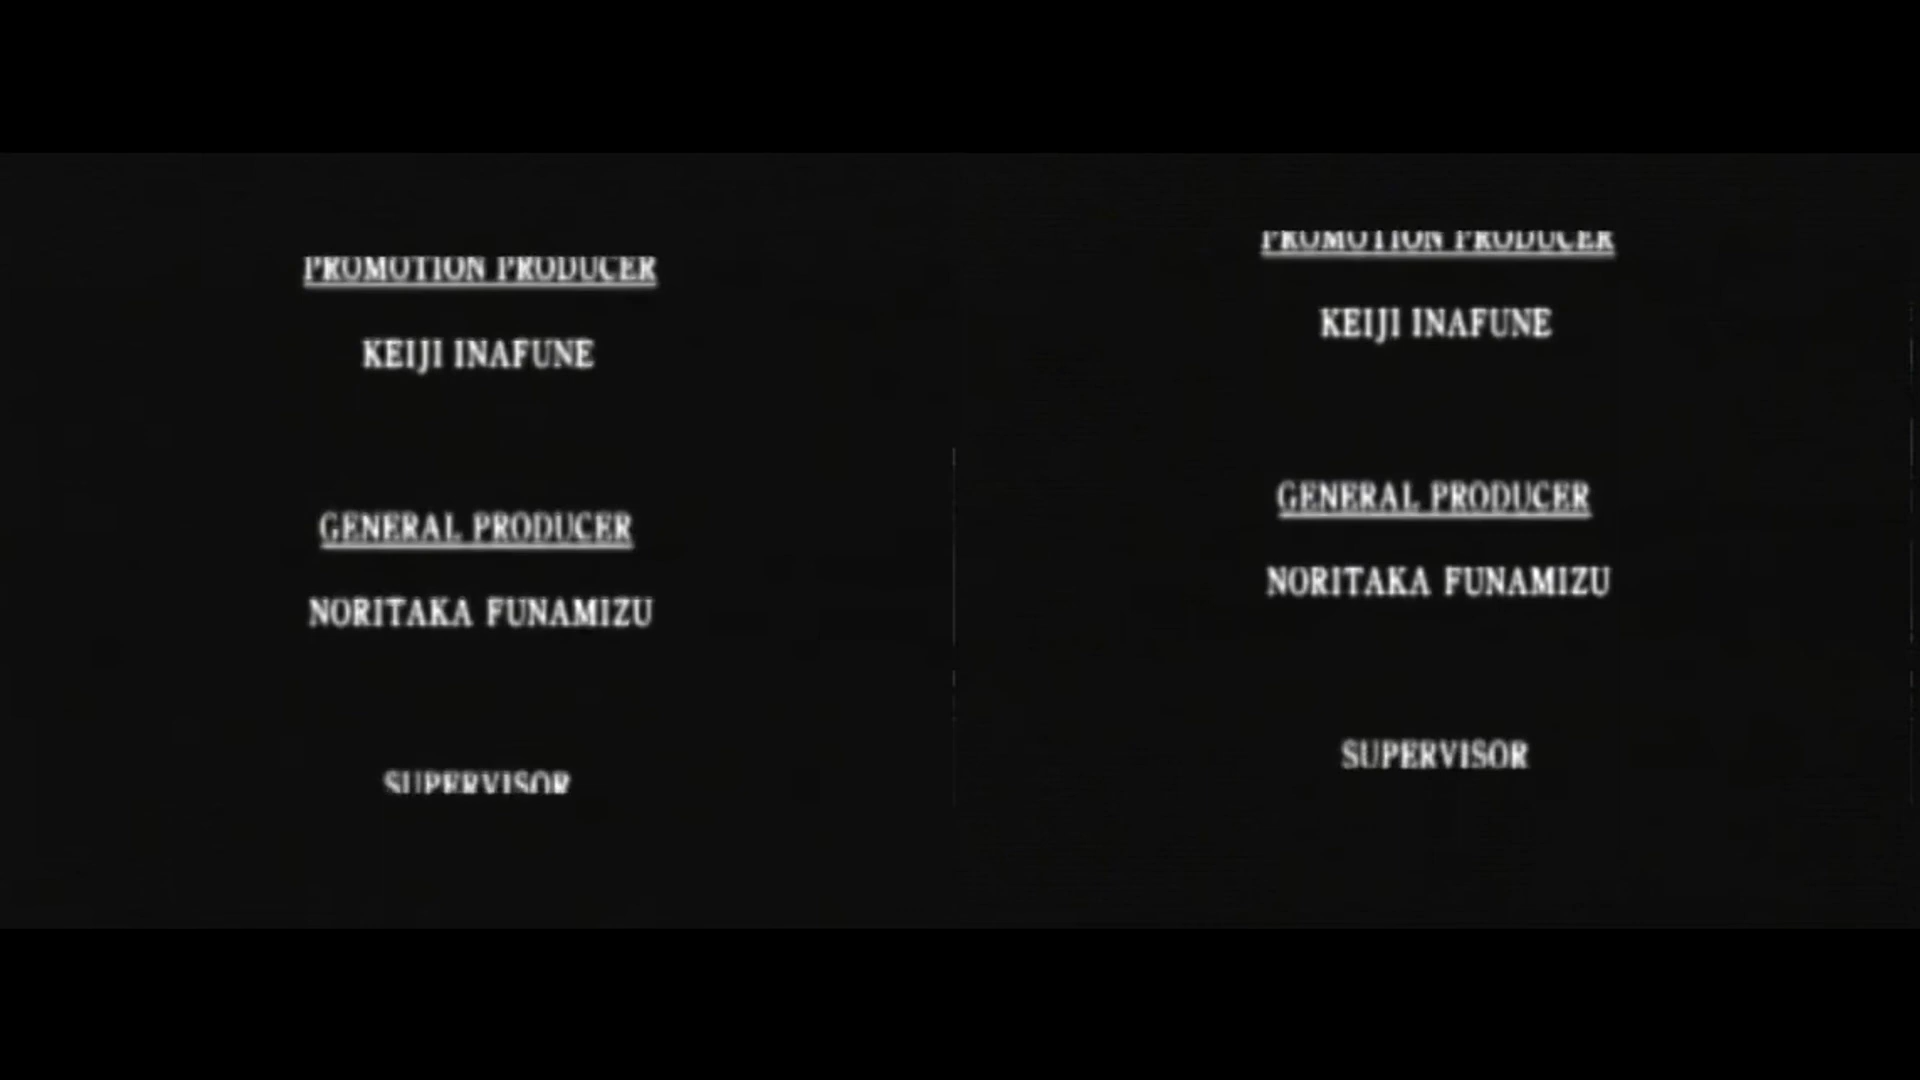 PROMOTION PRODUCER
KEIJI INAFUNE
GENERAL PRODUCER
NORITAKA FUNAMIZU
SUPERVISOR
PROMOTION PRODUCER
KEIJI INAFUNE
GENERAL PRODUCER
NORITAKA FUNAMIZU
SUPERVISOR